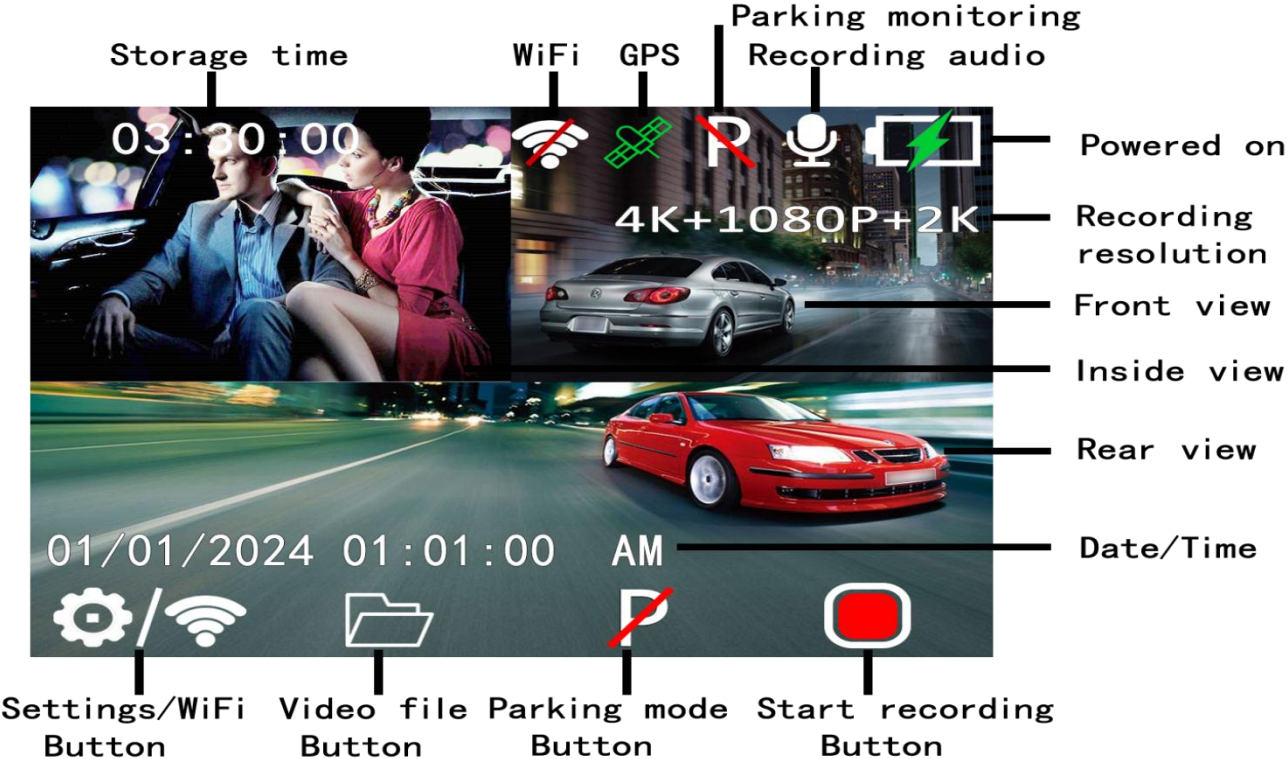 Parking monitoring
Storage time
WiFi
GPS
Recording audio
03:30:00
P
Powered on
4K+1080P+2K
Recording
resolution
Front view
Inside view
Rear view
01/01/2024 01:01:00 AM
Date/Time
/
P
Settings/WiFi
Button
Video file
Button
Parking mode
Button
Start recording
Button